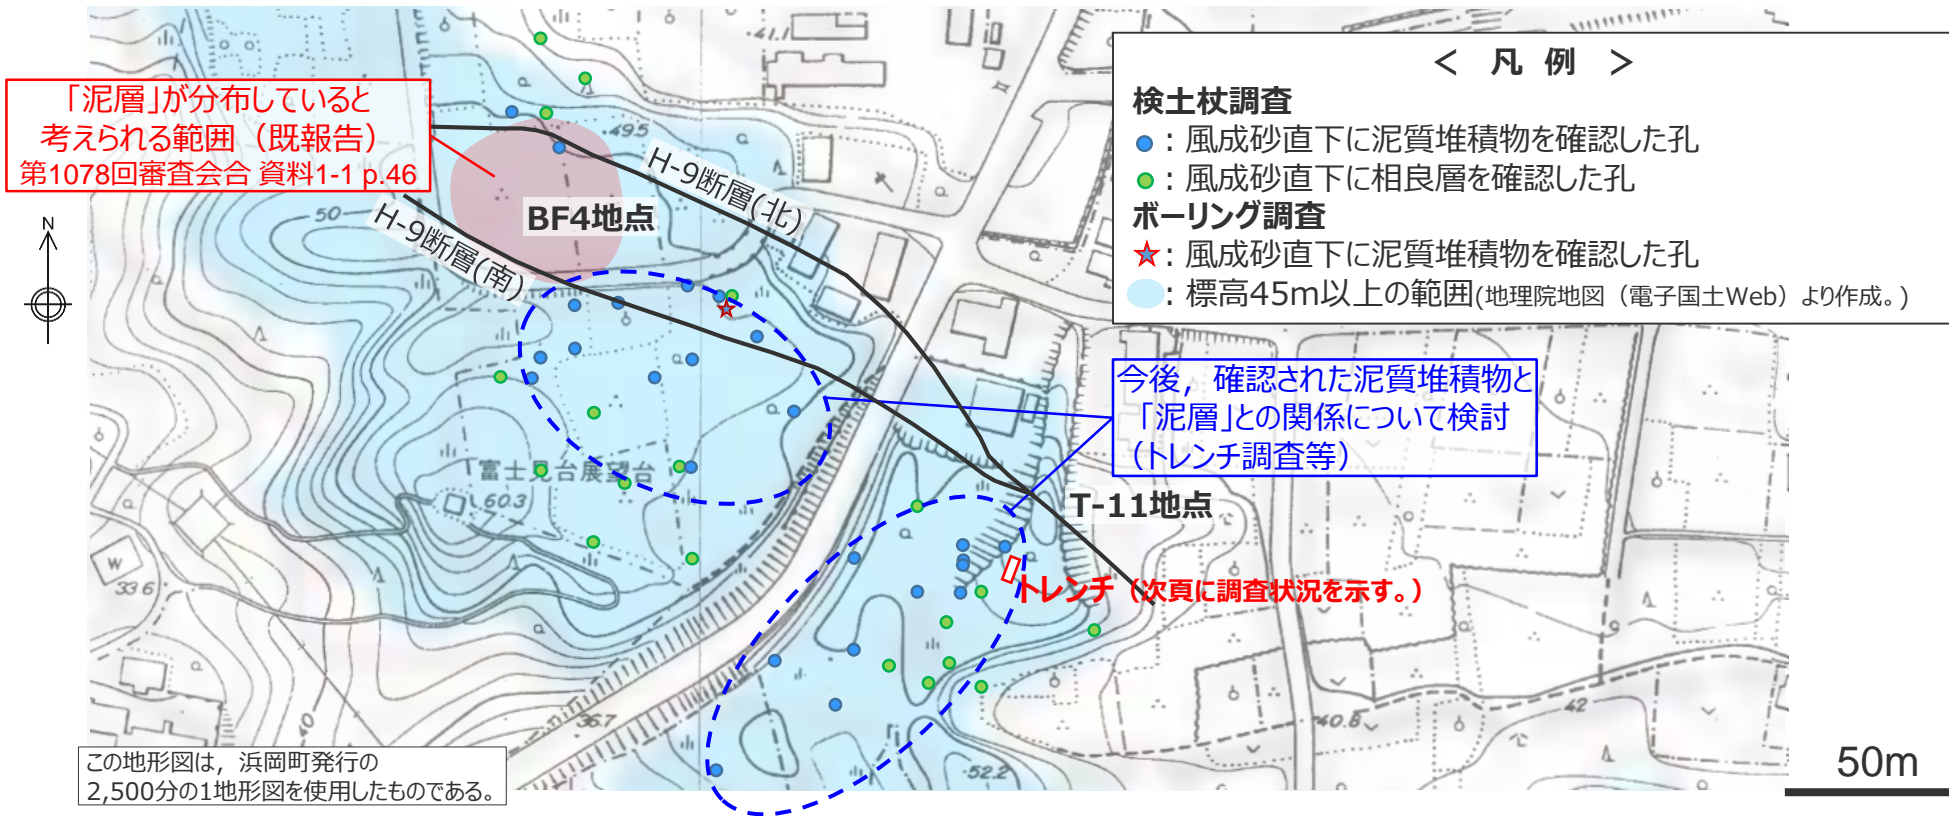 「泥層」が分布していると
考えられる範囲（既報告）
第1078回審査会合 資料1-1 p.46
N
＜ 凡 例 ＞
検土杖調査
：風成砂直下に泥質堆積物を確認した孔
：風成砂直下に相良層を確認した孔
ボーリング調査
：風成砂直下に泥質堆積物を確認した孔
：標高45m以上の範囲(地理院地図（電子国土Web）より作成。)
41.1
49.5
H-9断層(北)
BF4地点
50
H-9断層(南)
今後，確認された泥質堆積物と
「泥層」との関係について検討
（トレンチ調査等）
富士見台展望台
60.3
T-11地点
トレンチ（次頁に調査状況を示す。）
W
33.6
40
36.7
52.2
40.8
42
この地形図は，浜岡町発行の
2,500分の1地形図を使用したものである。
50m